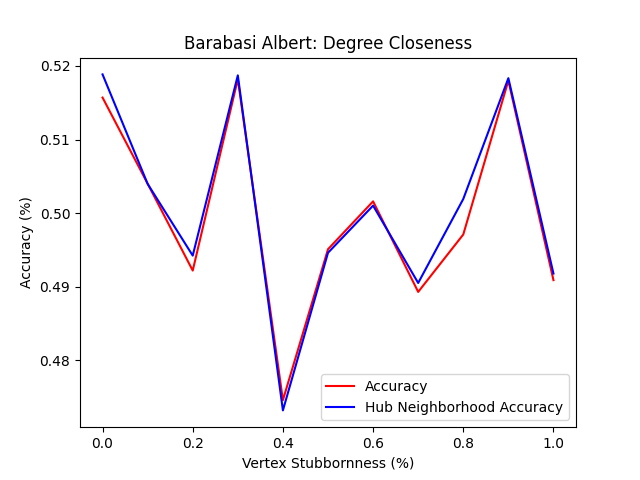 Barabasi Albert: Degree Closeness
0.52
0.51
0.50
0.49
0.48
Accuracy (%)
0.0 0.2 0.4 0.6 0.8 1.0
Vertex Stubbornness (%)
Accuracy
Hub Neighborhood Accuracy